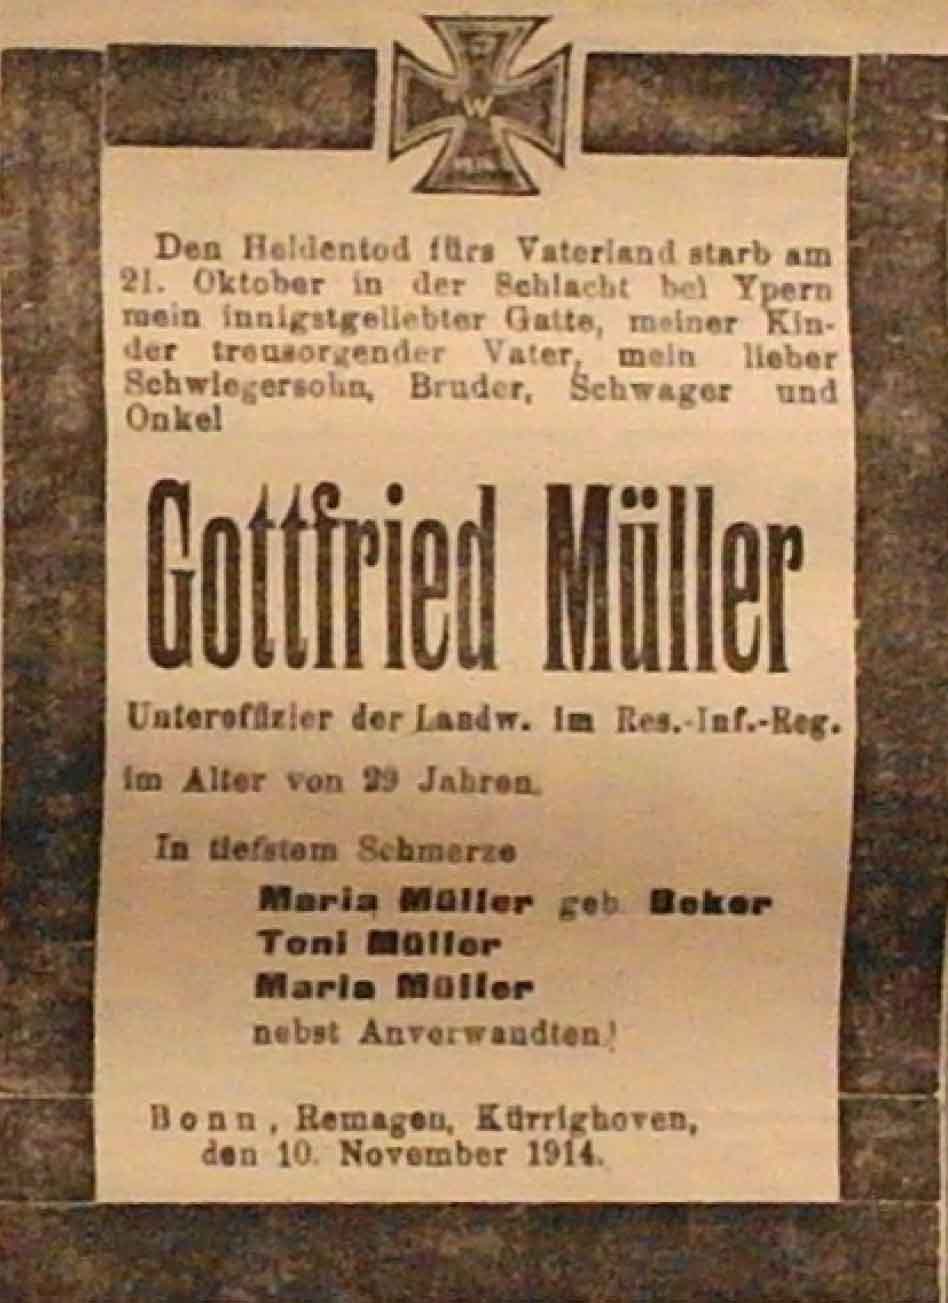 W
Den Heldentod fürs Vaterland starb am
21. Oktober in der Schlacht bei Ypern
mein innigstgeliebter Gatte, meiner Kin-
der treusorgender Vater, mein lieber
Schwiegersohn, Bruder, Schwager und
Onkel
Gottfried Müller
Unteroffizier der Landw. im Res.-Inf.-Reg.
im Alter von 29 Jahren.
In tiefstem Schmerze
Maria Müller geb. Beker
Toni Müller
Maria Müller
nebst Anverwandten!
Bonn, Remagen, Kürrighoven,
den 10. November 1914.